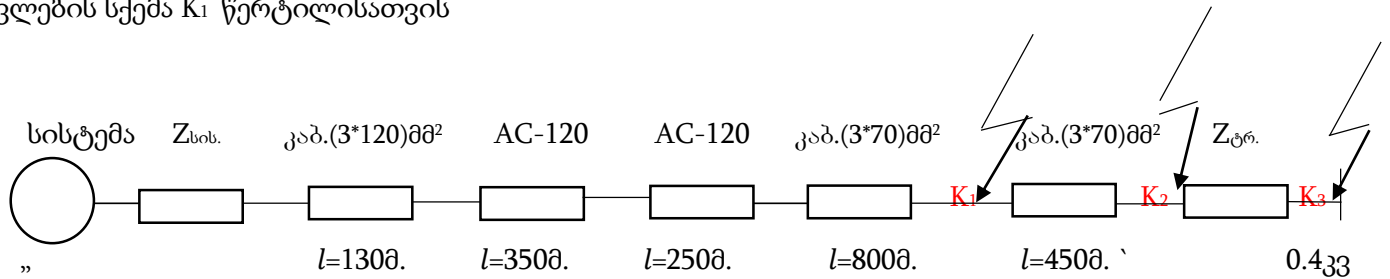 ვლების სქემა K₁ წერტილისათვის
სისტემა Zსის. კაბ.(3*120)მმ² AC-120 AC-120 კაბ.(3*70)მმ² კაბ.(3*70)მმ² Zტრ.
K₁ K₂ K₃
„ l=130მ. l=350მ. l=250მ. l=800მ. l=450მ. ` 0.4კვ